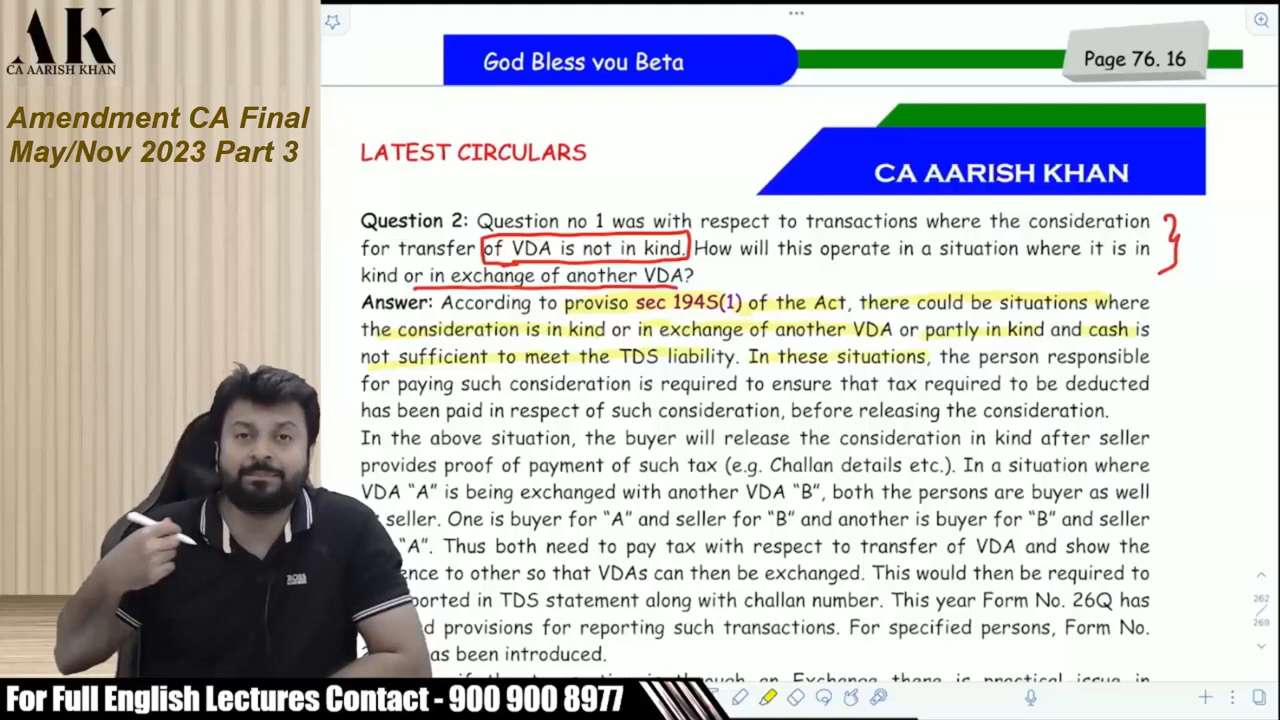 AK
CA AARISH KHAN
Amendment CA Final
May/Nov 2023 Part 3
God Bless you Beta
Page 76. 16
LATEST CIRCULARS
CA AARISH KHAN
Question 2: Question no 1 was with respect to transactions where the consideration
for transfer of VDA is not in kind. How will this operate in a situation where it is in
kind or in exchange of another VDA?
Answer: According to proviso sec 194S(1) of the Act, there could be situations where
the consideration is in kind or in exchange of another VDA or partly in kind and cash is
not sufficient to meet the TDS liability. In these situations, the person responsible
for paying such consideration is required to ensure that tax required to be deducted
has been paid in respect of such consideration, before releasing the consideration.
In the above situation, the buyer will release the consideration in kind after seller
provides proof of payment of such tax (e.g. Challan details etc.). In a situation where
VDA “A” is being exchanged with another VDA “B”, both the persons are buyer as well
seller. One is buyer for “A” and seller for “B” and another is buyer for “B” and seller
“A”. Thus both need to pay tax with respect to transfer of VDA and show the
to other so that VDAs can then be exchanged. This would then be required to
in TDS statement along with challan number. This year Form No. 26Q has
provisions for reporting such transactions. For specified persons, Form No.
has been introduced.
262
269
For Full English Lectures Contact - 900 900 8977